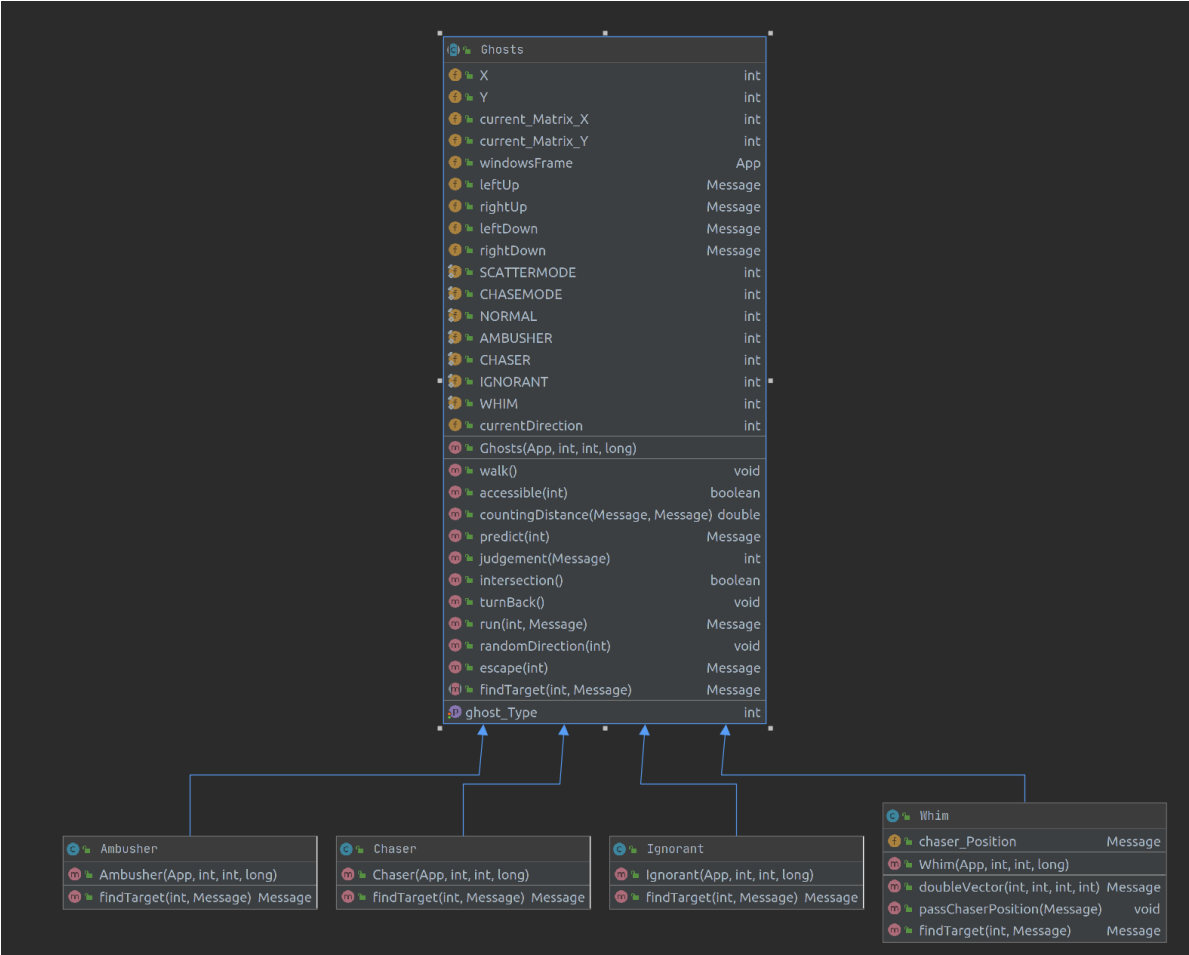 Ghosts
X int
Y int
current_Matrix_X int
current_Matrix_Y int
windowsFrame App
leftUp Message
rightUp Message
leftDown Message
rightDown Message
SCATTERMODE int
CHASEMODE int
NORMAL int
AMBUSHER int
CHASER int
IGNORANT int
WHIM int
currentDirection int
Ghosts(App, int, int, long)
walk() void
accessible(int) boolean
countingDistance(Message, Message) double
predict(int) Message
judgement(Message) int
intersection() boolean
turnBack() void
run(int, Message) Message
randomDirection(int) void
escape(int) Message
findTarget(int, Message) Message
ghost_Type int
Ambusher
Ambusher(App, int, int, long)
findTarget(int, Message) Message
Chaser
Chaser(App, int, int, long)
findTarget(int, Message) Message
Ignorant
Ignorant(App, int, int, long)
findTarget(int, Message) Message
Whim
chaser_Position Message
Whim(App, int, int, long)
doubleVector(int, int, int, int) Message
passChaserPosition(Message) void
findTarget(int, Message) Message